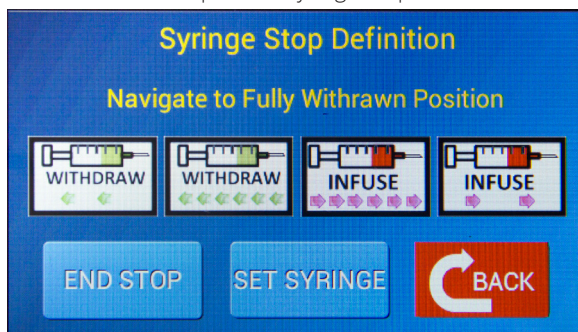 Syringe Stop Definition
Navigate to Fully Withrawn Position
WITHDRAW WITHDRAW INFUSE INFUSE
END STOP SET SYRINGE BACK